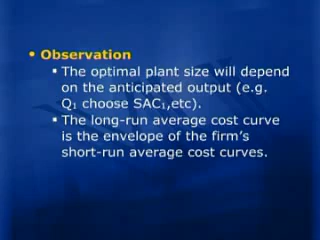 • Observation
▪ The optimal plant size will depend
on the anticipated output (e.g.
Q₁ choose SAC₁,etc).
▪ The long-run average cost curve
is the envelope of the firm's
short-run average cost curves.